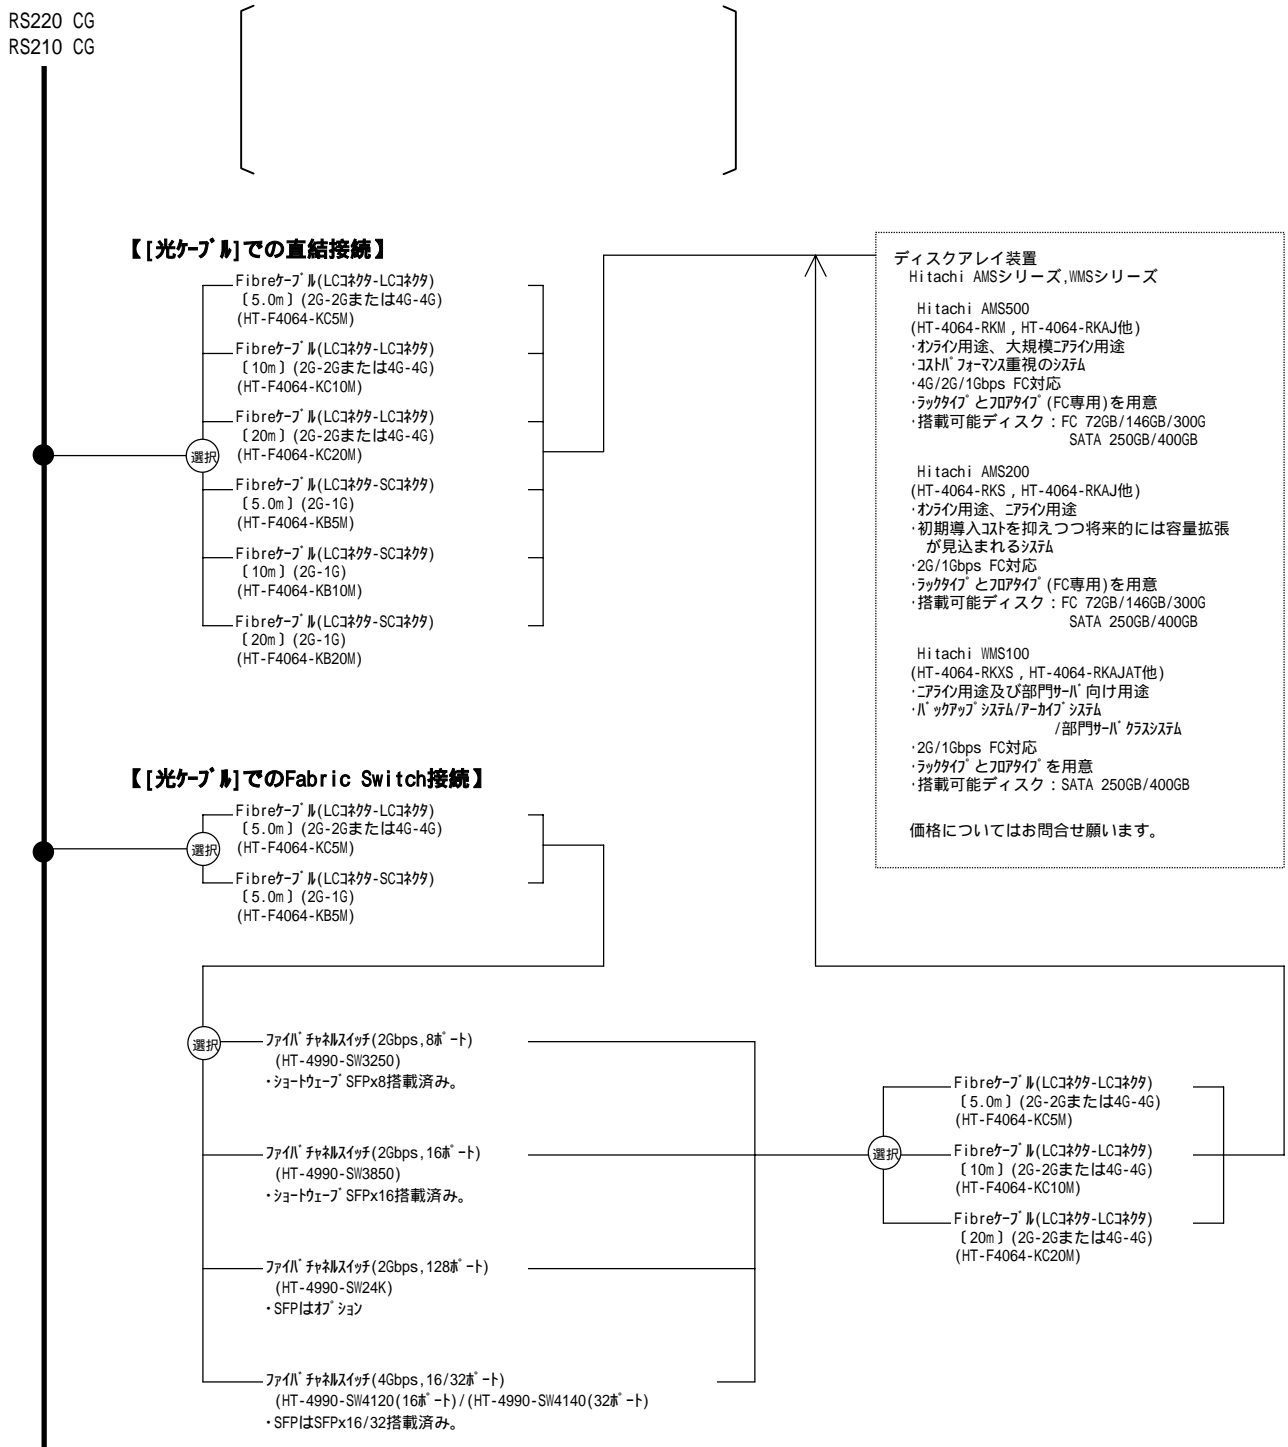 RS220 CG
RS210 CG
【[光ｹｰﾌﾞﾙ]での直結接続】
Fibreｹｰﾌﾞﾙ(LCｺﾈｸﾀ-LCｺﾈｸﾀ)
〔5.0m〕(2G-2Gまたは4G-4G)
(HT-F4064-KC5M)
Fibreｹｰﾌﾞﾙ(LCｺﾈｸﾀ-LCｺﾈｸﾀ)
〔10m〕(2G-2Gまたは4G-4G)
(HT-F4064-KC10M)
Fibreｹｰﾌﾞﾙ(LCｺﾈｸﾀ-LCｺﾈｸﾀ)
〔20m〕(2G-2Gまたは4G-4G)
(HT-F4064-KC20M)
選択
Fibreｹｰﾌﾞﾙ(LCｺﾈｸﾀ-SCｺﾈｸﾀ)
〔5.0m〕(2G-1G)
(HT-F4064-KB5M)
Fibreｹｰﾌﾞﾙ(LCｺﾈｸﾀ-SCｺﾈｸﾀ)
〔10m〕(2G-1G)
(HT-F4064-KB10M)
Fibreｹｰﾌﾞﾙ(LCｺﾈｸﾀ-SCｺﾈｸﾀ)
〔20m〕(2G-1G)
(HT-F4064-KB20M)
ディスクアレイ装置
Hitachi AMSシリーズ,WMSシリーズ
Hitachi AMS500
(HT-4064-RKM , HT-4064-RKAJ他)
･ｵﾝﾗｲﾝ用途、大規模ﾆｱﾗｲﾝ用途
･ｺｽﾄﾊﾟﾌｫｰﾏﾝｽ重視のｼｽﾃﾑ
･4G/2G/1Gbps FC対応
･ﾗｯｸﾀｲﾌﾟとﾌﾛｱﾀｲﾌﾟ(FC専用)を用意
･搭載可能ディスク：FC 72GB/146GB/300G
SATA 250GB/400GB
Hitachi AMS200
(HT-4064-RKS , HT-4064-RKAJ他)
･ｵﾝﾗｲﾝ用途、ﾆｱﾗｲﾝ用途
･初期導入ｺｽﾄを抑えつつ将来的には容量拡張
が見込まれるｼｽﾃﾑ
･2G/1Gbps FC対応
･ﾗｯｸﾀｲﾌﾟとﾌﾛｱﾀｲﾌﾟ(FC専用)を用意
･搭載可能ディスク：FC 72GB/146GB/300G
SATA 250GB/400GB
Hitachi WMS100
(HT-4064-RKXS , HT-4064-RKAJAT他)
･ﾆｱﾗｲﾝ用途及び部門ｻｰﾊﾞ向け用途
･ﾊﾞｯｸｱｯﾌﾟｼｽﾃﾑ/ｱｰｶｲﾌﾞｼｽﾃﾑ
/部門ｻｰﾊﾞｸﾗｽｼｽﾃﾑ
･2G/1Gbps FC対応
･ﾗｯｸﾀｲﾌﾟとﾌﾛｱﾀｲﾌﾟを用意
･搭載可能ディスク：SATA 250GB/400GB
価格についてはお問合せ願います。
【[光ｹｰﾌﾞﾙ]でのFabric Switch接続】
Fibreｹｰﾌﾞﾙ(LCｺﾈｸﾀ-LCｺﾈｸﾀ)
〔5.0m〕(2G-2Gまたは4G-4G)
(HT-F4064-KC5M)
選択
Fibreｹｰﾌﾞﾙ(LCｺﾈｸﾀ-SCｺﾈｸﾀ)
〔5.0m〕(2G-1G)
(HT-F4064-KB5M)
選択
ﾌｧｲﾊﾞﾁｬﾈﾙｽｲｯﾁ(2Gbps,8ﾎﾟｰﾄ)
(HT-4990-SW3250)
･ｼｮｰﾄｳｪｰﾌﾞSFPx8搭載済み。
ﾌｧｲﾊﾞﾁｬﾈﾙｽｲｯﾁ(2Gbps,16ﾎﾟｰﾄ)
(HT-4990-SW3850)
･ｼｮｰﾄｳｪｰﾌﾞSFPx16搭載済み。
ﾌｧｲﾊﾞﾁｬﾈﾙｽｲｯﾁ(2Gbps,128ﾎﾟｰﾄ)
(HT-4990-SW24K)
･SFPはｵﾌﾟｼｮﾝ
ﾌｧｲﾊﾞﾁｬﾈﾙｽｲｯﾁ(4Gbps,16/32ﾎﾟｰﾄ)
(HT-4990-SW4120(16ﾎﾟｰﾄ)/(HT-4990-SW4140(32ﾎﾟｰﾄ)
･SFPはSFPx16/32搭載済み。
Fibreｹｰﾌﾞﾙ(LCｺﾈｸﾀ-LCｺﾈｸﾀ)
〔5.0m〕(2G-2Gまたは4G-4G)
(HT-F4064-KC5M)
選択
Fibreｹｰﾌﾞﾙ(LCｺﾈｸﾀ-LCｺﾈｸﾀ)
〔10m〕(2G-2Gまたは4G-4G)
(HT-F4064-KC10M)
Fibreｹｰﾌﾞﾙ(LCｺﾈｸﾀ-LCｺﾈｸﾀ)
〔20m〕(2G-2Gまたは4G-4G)
(HT-F4064-KC20M)